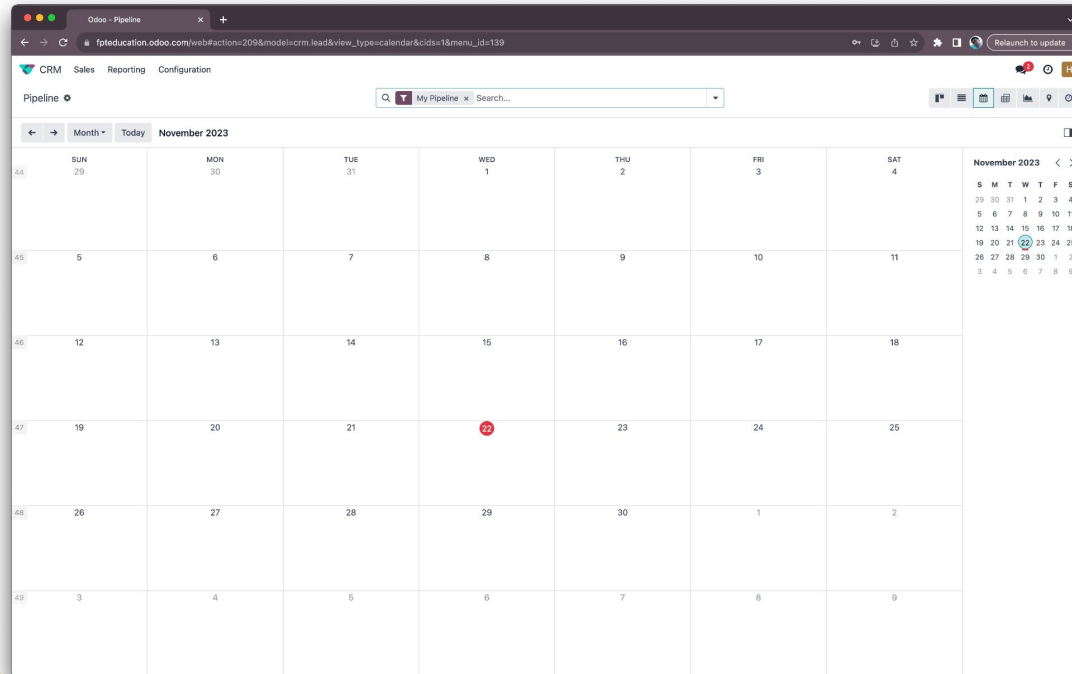 Odoo - Pipeline
fpteducation.odoo.com/web#action=209&model=crm.lead&view_type=calendar&cids=1&menu_id=139
Relaunch to update
CRM Sales Reporting Configuration
2
H
Pipeline
My Pipeline × Search...
Month Today November 2023
SUN MON TUE WED THU FRI SAT
44 29 30 31 1 2 3 4
45 5 6 7 8 9 10 11
46 12 13 14 15 16 17 18
47 19 20 21 22 23 24 25
48 26 27 28 29 30 1 2
49 3 4 5 6 7 8 9
November 2023
S M T W T F S
29 30 31 1 2 3 4
5 6 7 8 9 10 11
12 13 14 15 16 17 18
19 20 21 22 23 24 25
26 27 28 29 30 1 2
3 4 5 6 7 8 9